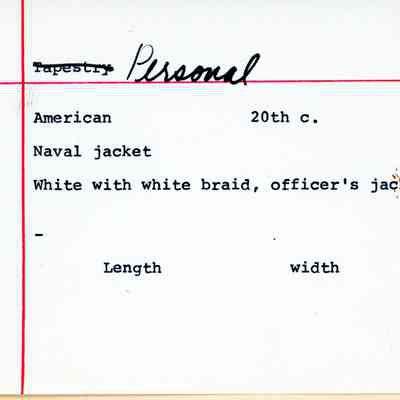 Tapestry Personal
American 20th c.
Naval jacket
White with white braid, officer's jac
-
Length width